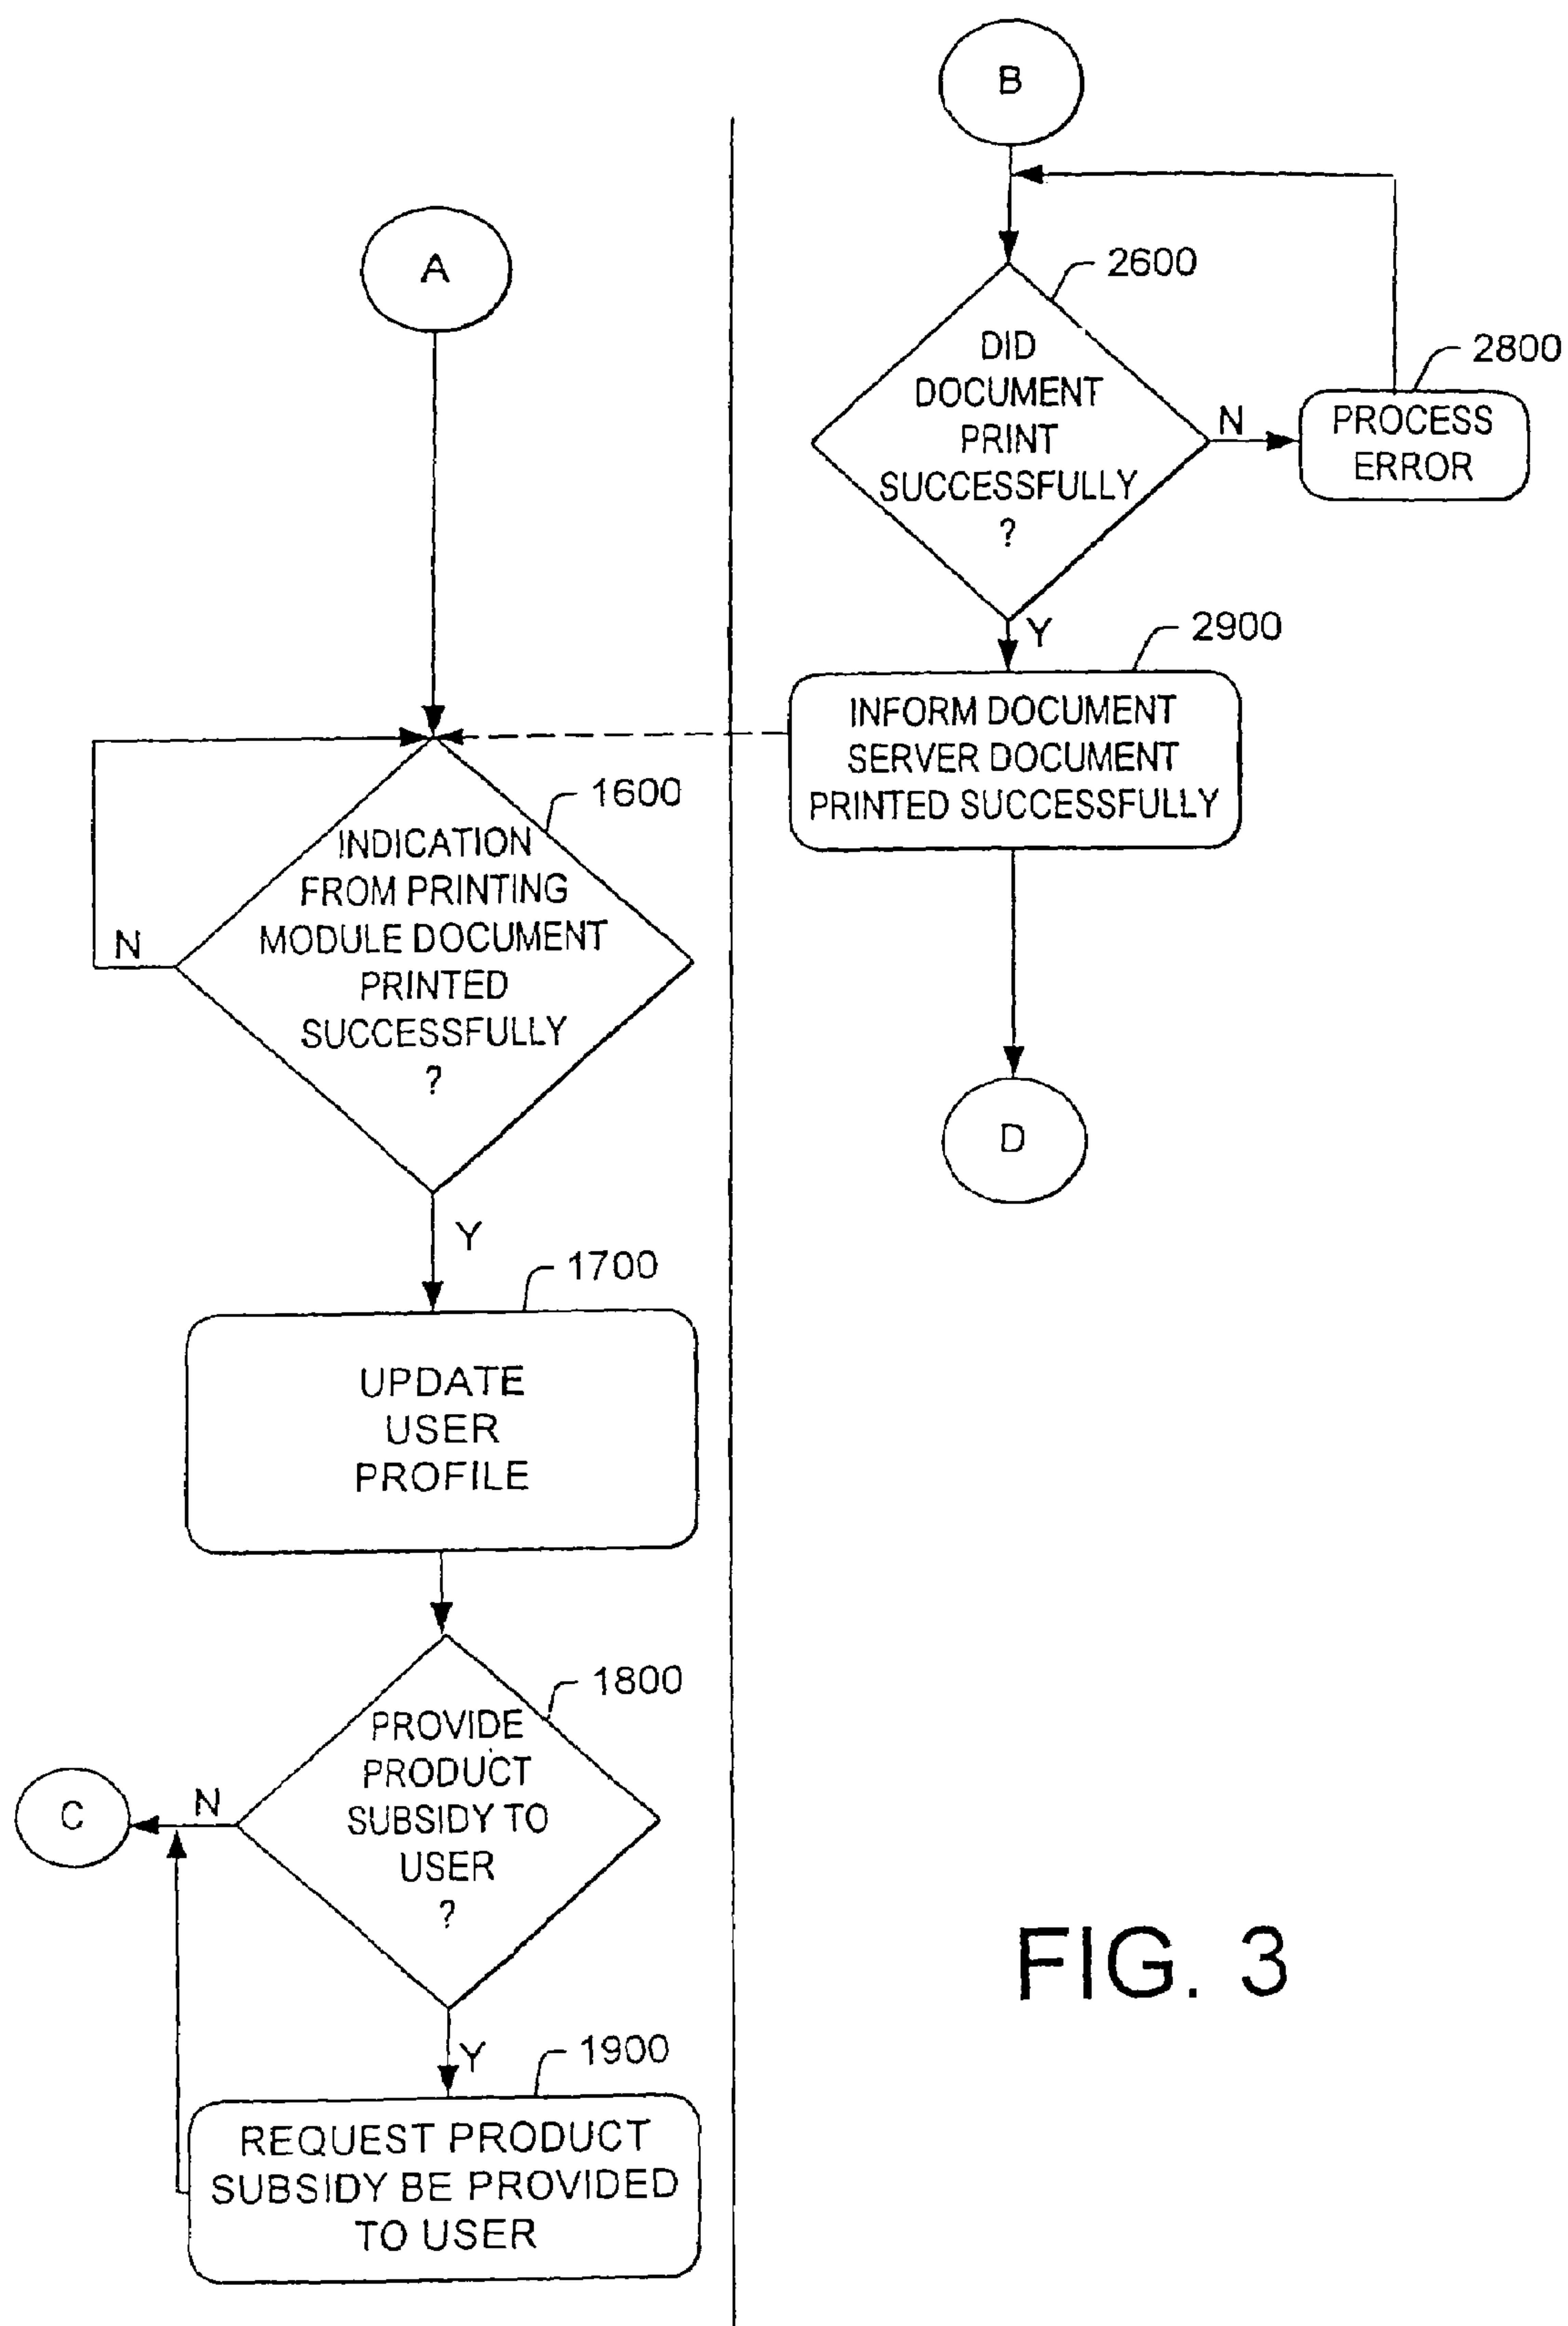 B
2600
DID
DOCUMENT
PRINT
SUCCESSFULLY
?
N
2800
PROCESS
ERROR
Y
2900
INFORM DOCUMENT
SERVER DOCUMENT
PRINTED SUCCESSFULLY
D
A
1600
INDICATION
FROM PRINTING
MODULE DOCUMENT
PRINTED
SUCCESSFULLY
?
N
Y
1700
UPDATE
USER
PROFILE
1800
PROVIDE
PRODUCT
SUBSIDY TO
USER
?
N
C
Y
1900
REQUEST PRODUCT
SUBSIDY BE PROVIDED
TO USER
FIG. 3